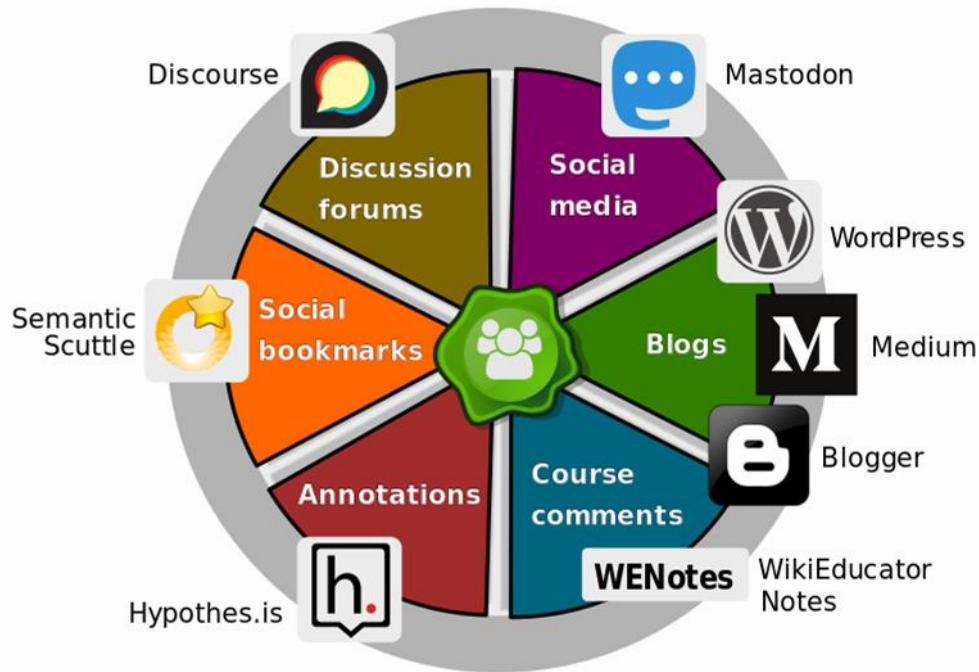 Discourse
Mastodon
Discussion
forums
Social
media
WordPress
Semantic
Scuttle
Social
bookmarks
Blogs
M
Medium
Annotations
Course
comments
Blogger
h.
Hypothes.is
WENotes
WikiEducator
Notes